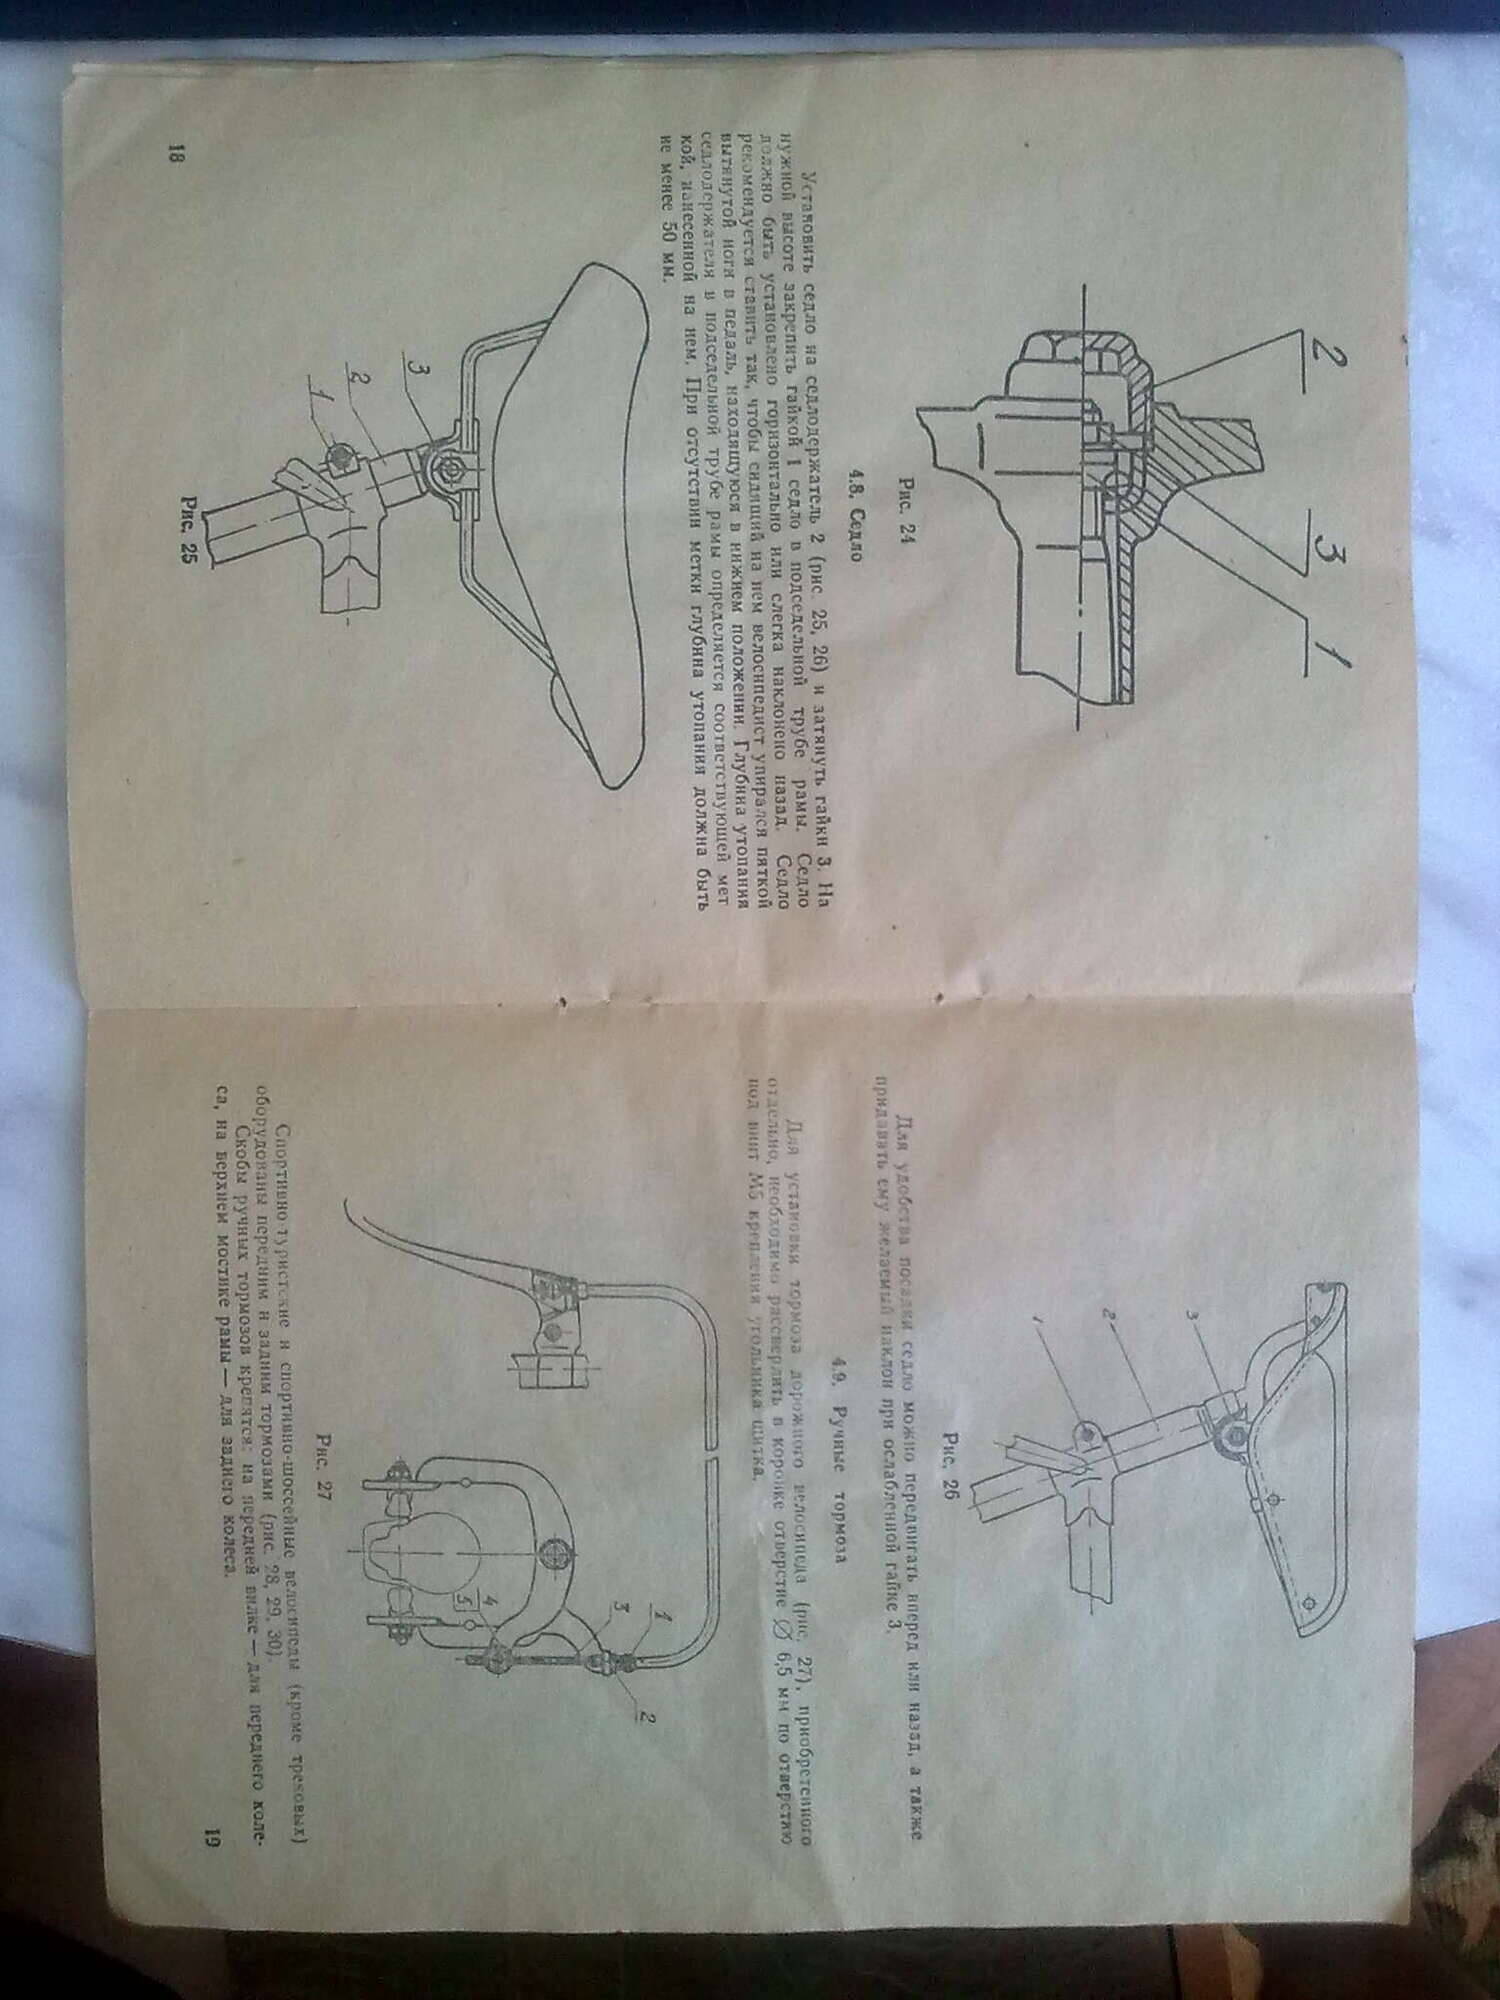 2
3
1
Рис. 24
4.8. Седло
Установить седло на седлодержатель 2 (рис. 25, 26) и затянуть гайки 3. На
нужной высоте закрепить гайкой 1 седло в подседельной трубе рамы. Седло
должно быть установлено горизонтально или слегка наклонено назад. Седло
рекомендуется ставить так, чтобы сидящий на нем велосипедист упирался пяткой
вытянутой ноги в педаль, находящуюся в нижнем положении. Глубина утопания
седлодержателя в подседельной трубе рамы определяется соответствующей мет
кой, нанесенной на нем. При отсутствии метки глубина утопания должна быть
не менее 50 мм.
3
2
1
Рис. 25
18
3
2
1
Рис. 26
Для удобства посадки седло можно передвигать вперед или назад, а также
придавать ему желаемый наклон при ослабленной гайке 3.
4.9. Ручные тормоза
Для установки тормоза дорожного велосипеда (рис. 27), приобретенного
отдельно, необходимо рассверлить в коронке отверстие ∅ 6,5 мм по отверстию
под винт М5 крепления угольника щитка.
1
2
3
4
5
Рис. 27
Спортивно-туристские и спортивно-шоссейные велосипеды (кроме трековых)
оборудованы передним и задним тормозами (рис. 28, 29, 30).
Скобы ручных тормозов крепятся: на передней вилке — для переднего коле-
са, на верхнем мостике рамы — для заднего колеса.
19